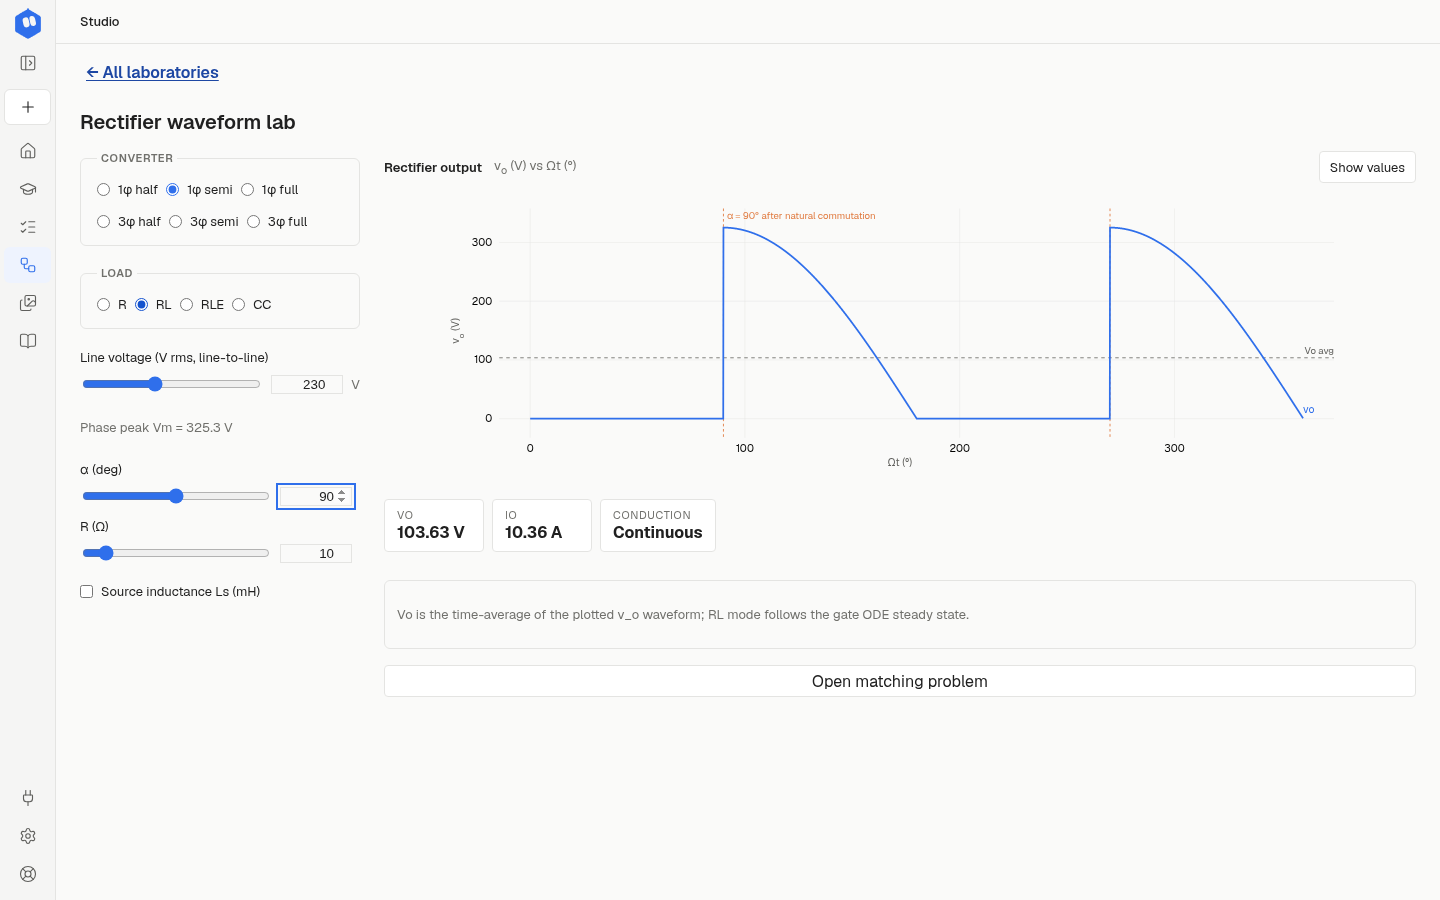 Studio
← All laboratories
Rectifier waveform lab
CONVERTER
1φ half 1φ semi 1φ full
3φ half 3φ semi 3φ full
LOAD
R RL RLE CC
Line voltage (V rms, line-to-line)
230 V
Phase peak Vm = 325.3 V
α (deg)
90
R (Ω)
10
Source inductance Ls (mH)
Rectifier output vo (V) vs Ωt (°)
Show values
α = 90° after natural commutation
300
200
100
0
vo (V)
Vo avg
vo
0 100 200 300
Ωt (°)
VO
103.63 V
IO
10.36 A
CONDUCTION
Continuous
Vo is the time-average of the plotted v_o waveform; RL mode follows the gate ODE steady state.
Open matching problem